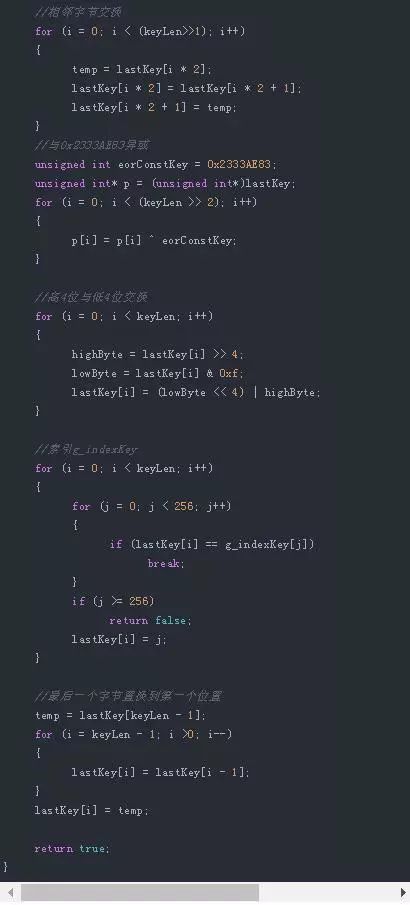 //相邻字节交换
for (i = 0; i < (keyLen>>1); i++)
{
temp = lastKey[i * 2];
lastKey[i * 2] = lastKey[i * 2 + 1];
lastKey[i * 2 + 1] = temp;
}
//与0x2333AE83异或
unsigned int eorConstKey = 0x2333AE83;
unsigned int* p = (unsigned int*)lastKey;
for (i = 0; i < (keyLen >> 2); i++)
{
p[i] = p[i] ^ eorConstKey;
}
//高4位与低4位交换
for (i = 0; i < keyLen; i++)
{
highByte = lastKey[i] >> 4;
lowByte = lastKey[i] & 0xf;
lastKey[i] = (lowByte << 4) | highByte;
}
//索引g_indexKey
for (i = 0; i < keyLen; i++)
{
for (j = 0; j < 256; j++)
{
if (lastKey[i] == g_indexKey[j])
break;
}
if (j >= 256)
return false;
lastKey[i] = j;
}
//最后一个字节置换到第一个位置
temp = lastKey[keyLen - 1];
for (i = keyLen - 1; i >0; i--)
{
lastKey[i] = lastKey[i - 1];
}
lastKey[i] = temp;
return true;
}